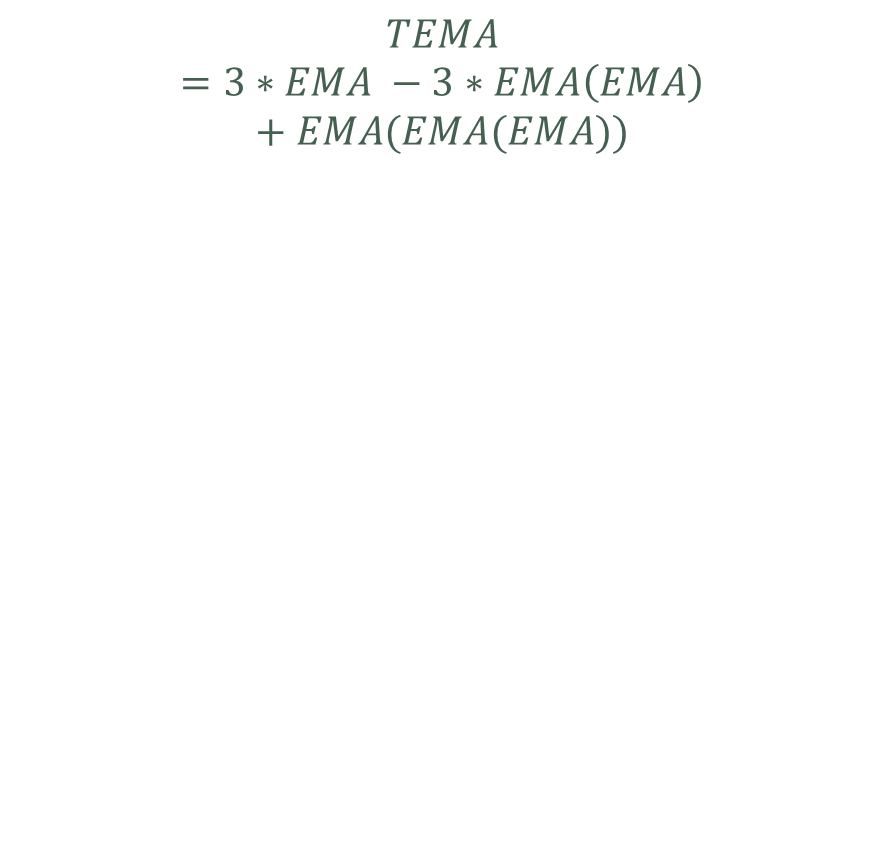 TEMA
= 3 ∗ EMA − 3 ∗ EMA(EMA)
+ EMA(EMA(EMA))